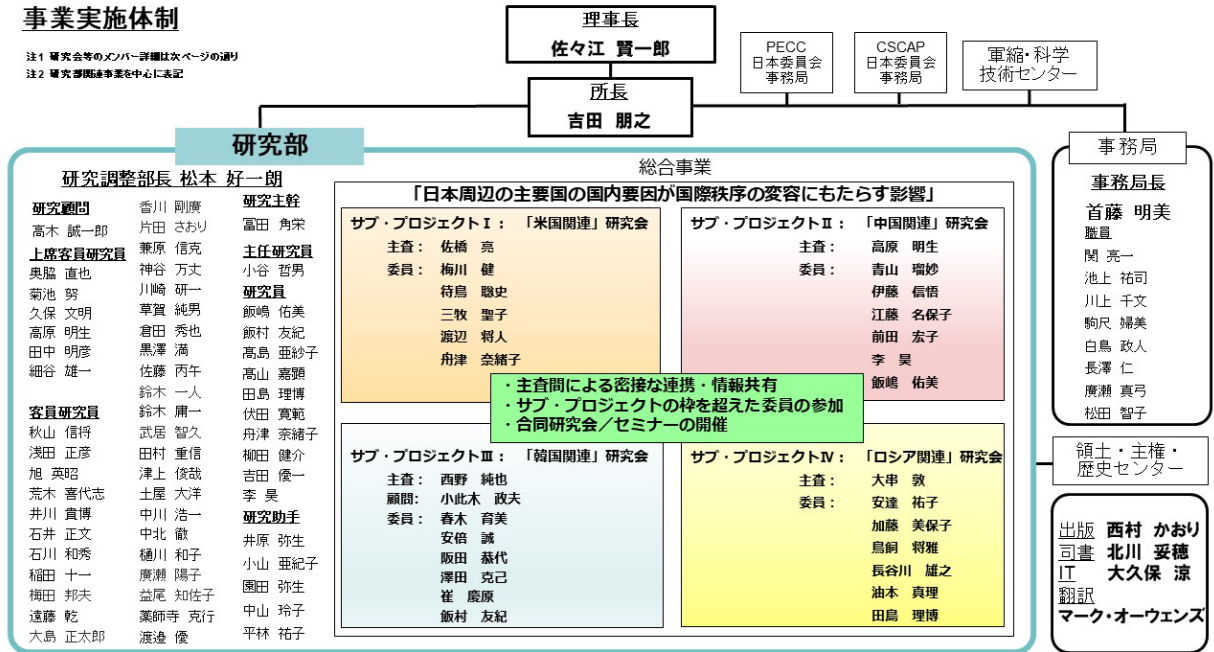 事業実施体制
注1 研究会等のメンバー詳細は次ページの通り
注2 研究部関連事業を中心に表記
理事長
佐々江 賢一郎
所長
吉田 朋之
PECC
日本委員会
事務局
CSCAP
日本委員会
事務局
軍縮・科学
技術センター
研究部
研究調整部長 松本 好一朗
研究顧問
高木 誠一郎
上席客員研究員
奥脇 直也
菊池 努
久保 文明
高原 明生
田中 明彦
細谷 雄一
客員研究員
秋山 信将
浅田 正彦
旭 英昭
荒木 喜代志
井川 貴博
石井 正文
石川 和秀
稲田 十一
梅田 邦夫
遠藤 乾
大島 正太郎
香川 剛廣
片田 さおり
兼原 信克
神谷 万丈
川崎 研一
草賀 純男
倉田 秀也
黒澤 満
佐藤 丙午
鈴木 一人
鈴木 庸一
武居 智久
田村 重信
津上 俊哉
土屋 大洋
中川 浩一
中北 徹
樋川 和子
廣瀬 陽子
益尾 知佐子
薬師寺 克行
渡邉 優
研究主幹
冨田 角栄
主任研究員
小谷 哲男
研究員
飯嶋 佑美
飯村 友紀
髙島 亜紗子
髙山 嘉顕
田島 理博
伏田 寛範
舟津 奈緒子
柳田 健介
吉田 優一
李 昊
研究助手
井原 弥生
小山 亜紀子
園田 弥生
中山 玲子
平林 祐子
総合事業
「日本周辺の主要国の国内要因が国際秩序の変容にもたらす影響」
サブ・プロジェクトⅠ：「米国関連」研究会
主査： 佐橋 亮
委員： 梅川 健
待鳥 聡史
三牧 聖子
渡辺 将人
舟津 奈緒子
サブ・プロジェクトⅡ：「中国関連」研究会
主査： 高原 明生
委員： 青山 瑠妙
伊藤 信悟
江藤 名保子
前田 宏子
李 昊
飯嶋 佑美
・主査間による密接な連携・情報共有
・サブ・プロジェクトの枠を超えた委員の参加
・合同研究会／セミナーの開催
サブ・プロジェクトⅢ：「韓国関連」研究会
主査： 西野 純也
顧問： 小此木 政夫
委員： 春木 育美
安倍 誠
阪田 恭代
澤田 克己
崔 慶原
飯村 友紀
サブ・プロジェクトⅣ：「ロシア関連」研究会
主査： 大串 敦
委員： 安達 祐子
加藤 美保子
鳥飼 将雅
長谷川 雄之
油本 真理
田島 理博
事務局
事務局長
首藤 明美
職員
関 亮一
池上 祐司
川上 千文
駒尺 婦美
白鳥 政人
長澤 仁
廣瀬 真弓
松田 智子
領土・主権・
歴史センター
出版 西村 かおり
司書 北川 妥穂
IT 大久保 涼
翻訳
マーク・オーウェンズ